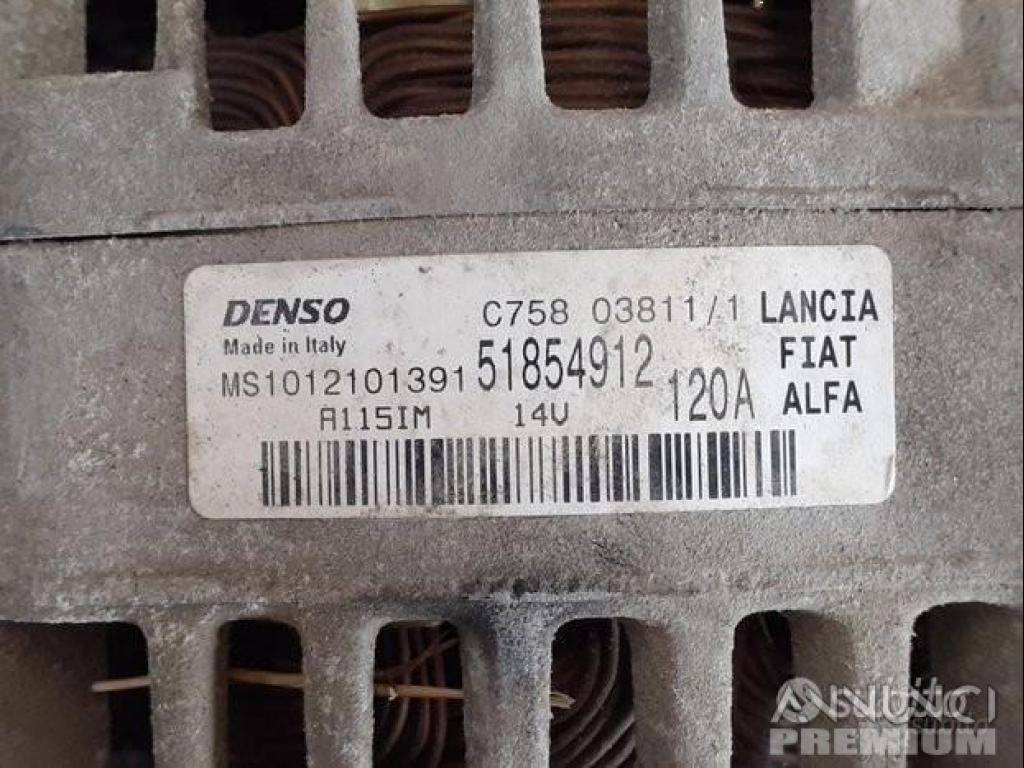 DENSO
C758 03811/1 LANCIA
Made in Italy
51854912 FIAT
MS1012101391
120A ALFA
A115IM 14V
PREMIUM